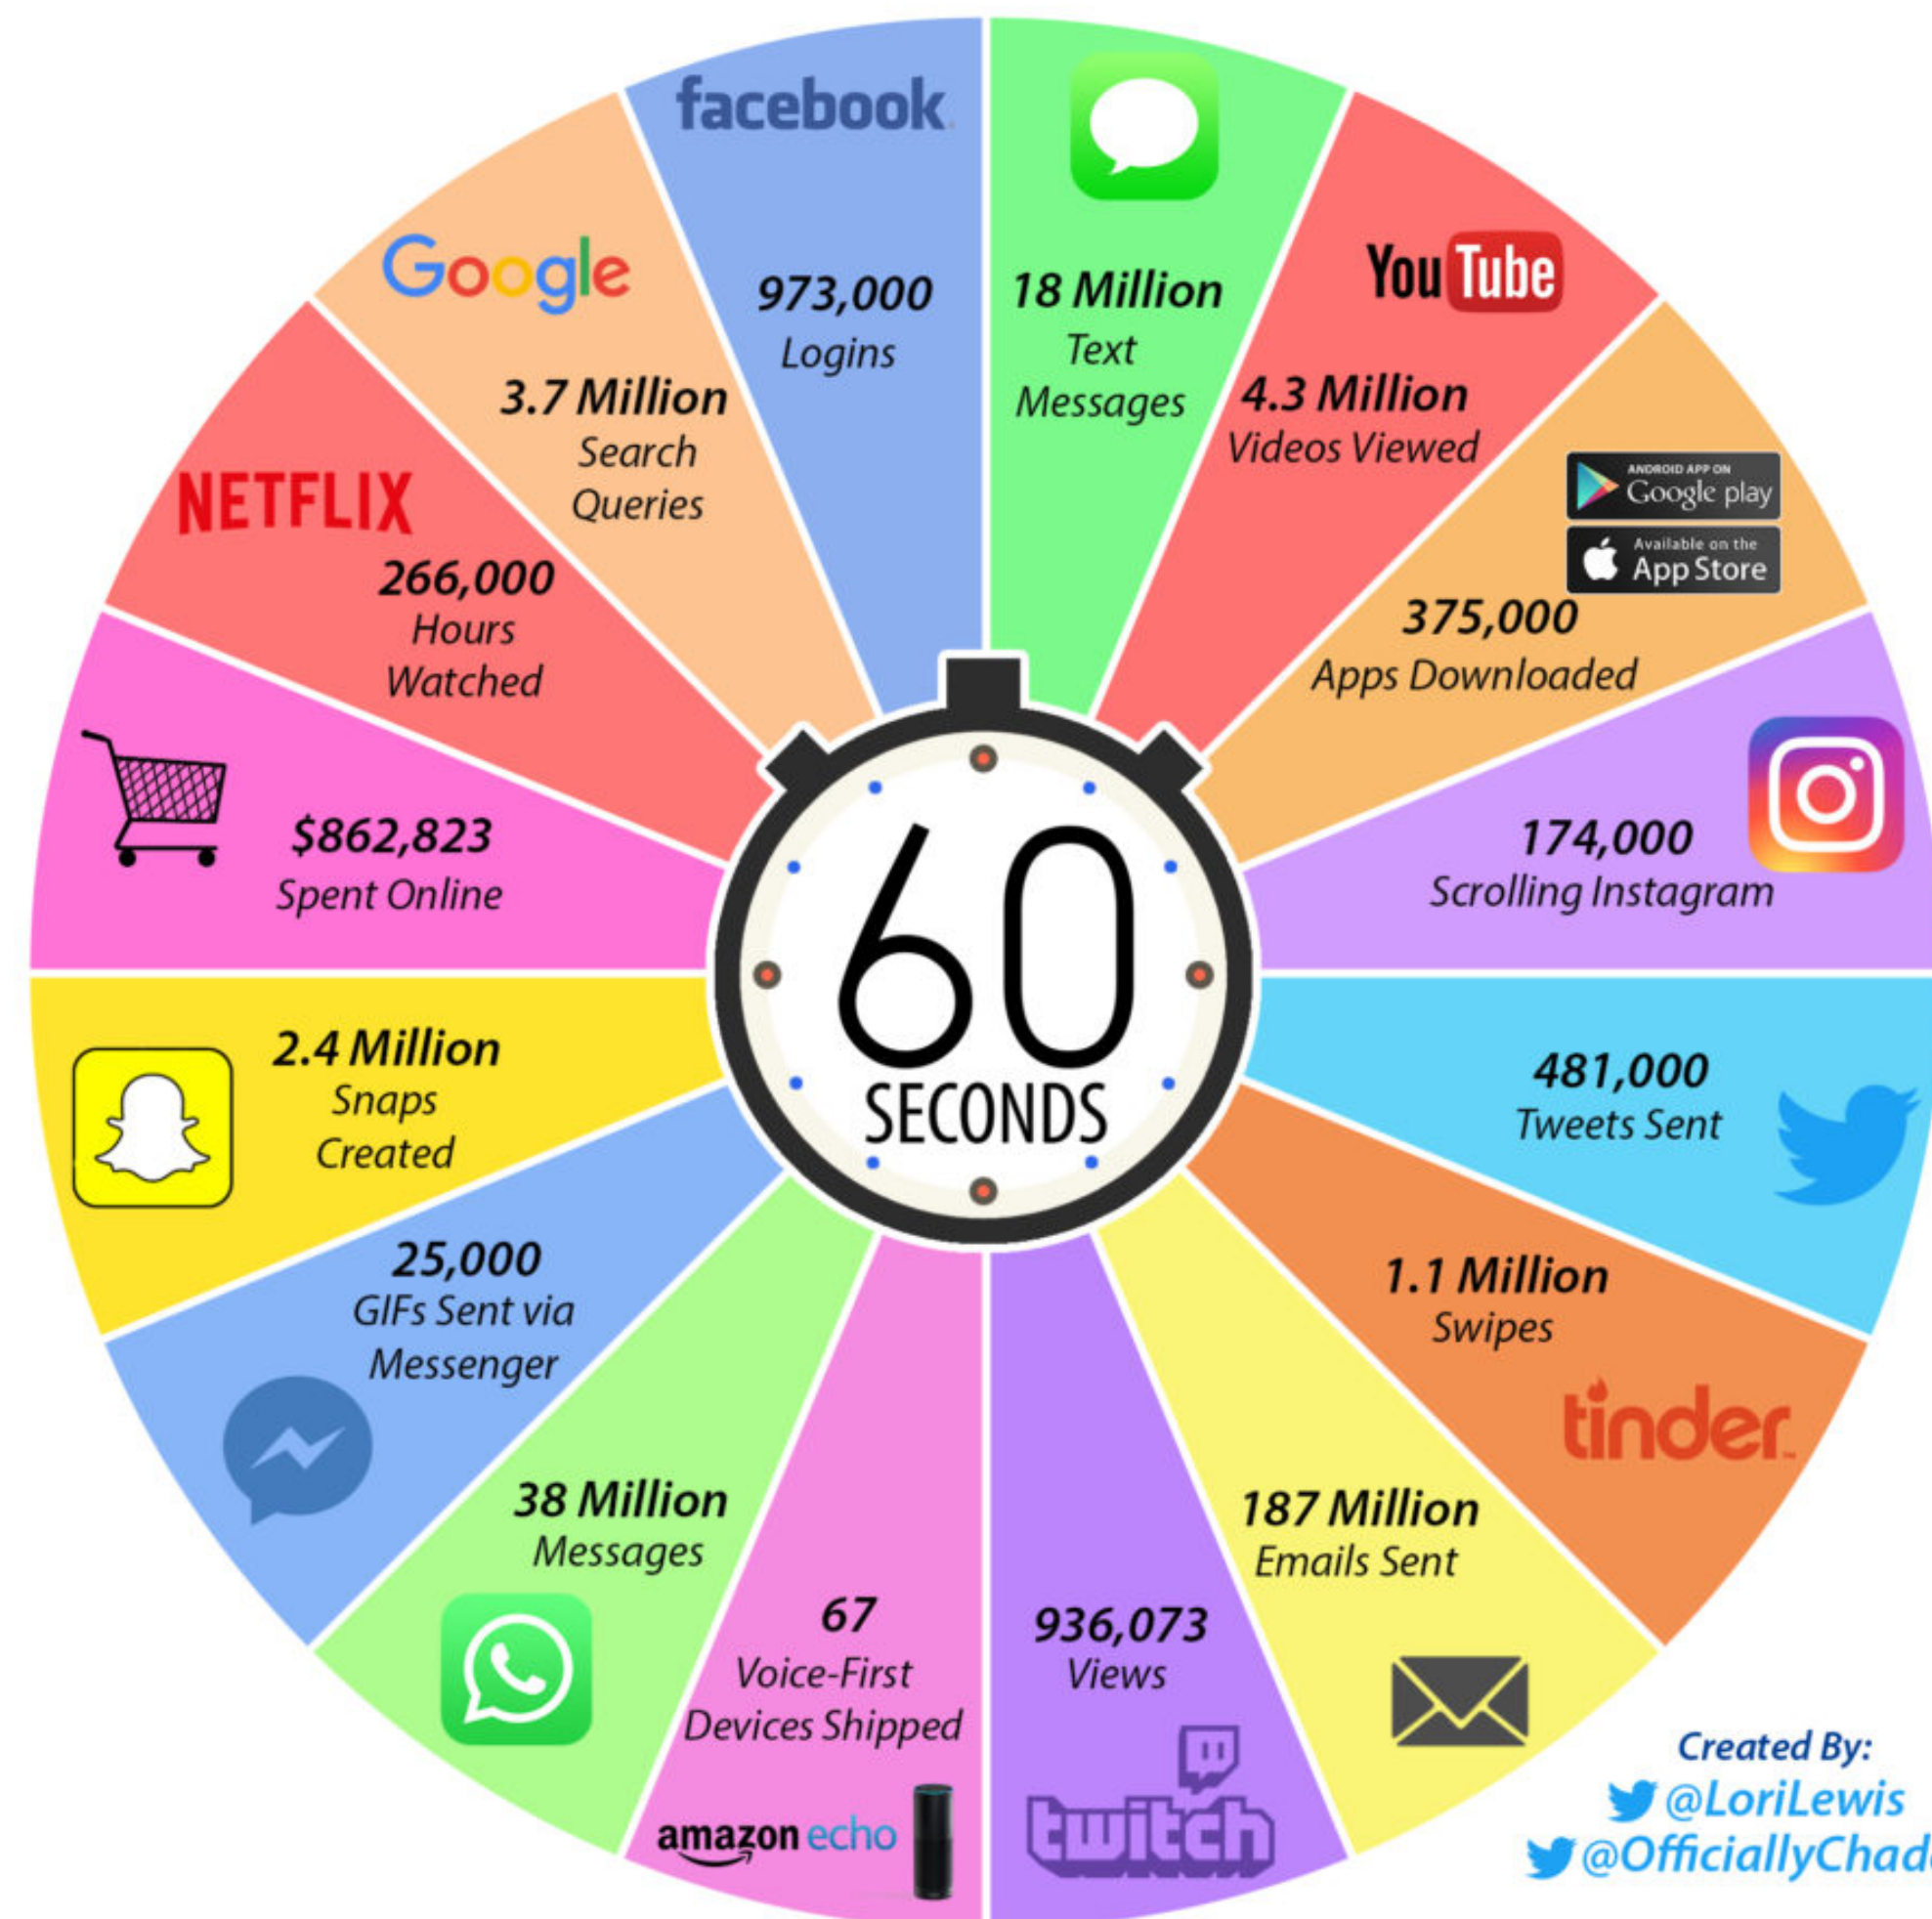 facebook
973,000
Logins
18 Million
Text
Messages
You Tube
4.3 Million
Videos Viewed
ANDROID APP ON
Google play
Available on the
App Store
375,000
Apps Downloaded
174,000
Scrolling Instagram
481,000
Tweets Sent
1.1 Million
Swipes
tinder
187 Million
Emails Sent
936,073
Views
twitch
67
Voice-First
Devices Shipped
amazon echo
38 Million
Messages
25,000
GIFs Sent via
Messenger
2.4 Million
Snaps
Created
$862,823
Spent Online
NETFLIX
266,000
Hours
Watched
Google
3.7 Million
Search
Queries
60
SECONDS
Created By:
@LoriLewis